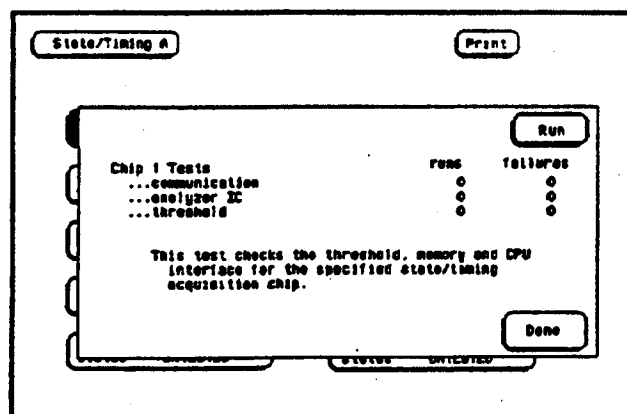 State/Timing A
Print
Run
Chip 1 Tests runs failures
...communication 0 0
...analyzer IC 0 0
...threshold 0 0
This test checks the threshold, memory and CPU
interface for the specified state/timing
acquisition chip.
Done